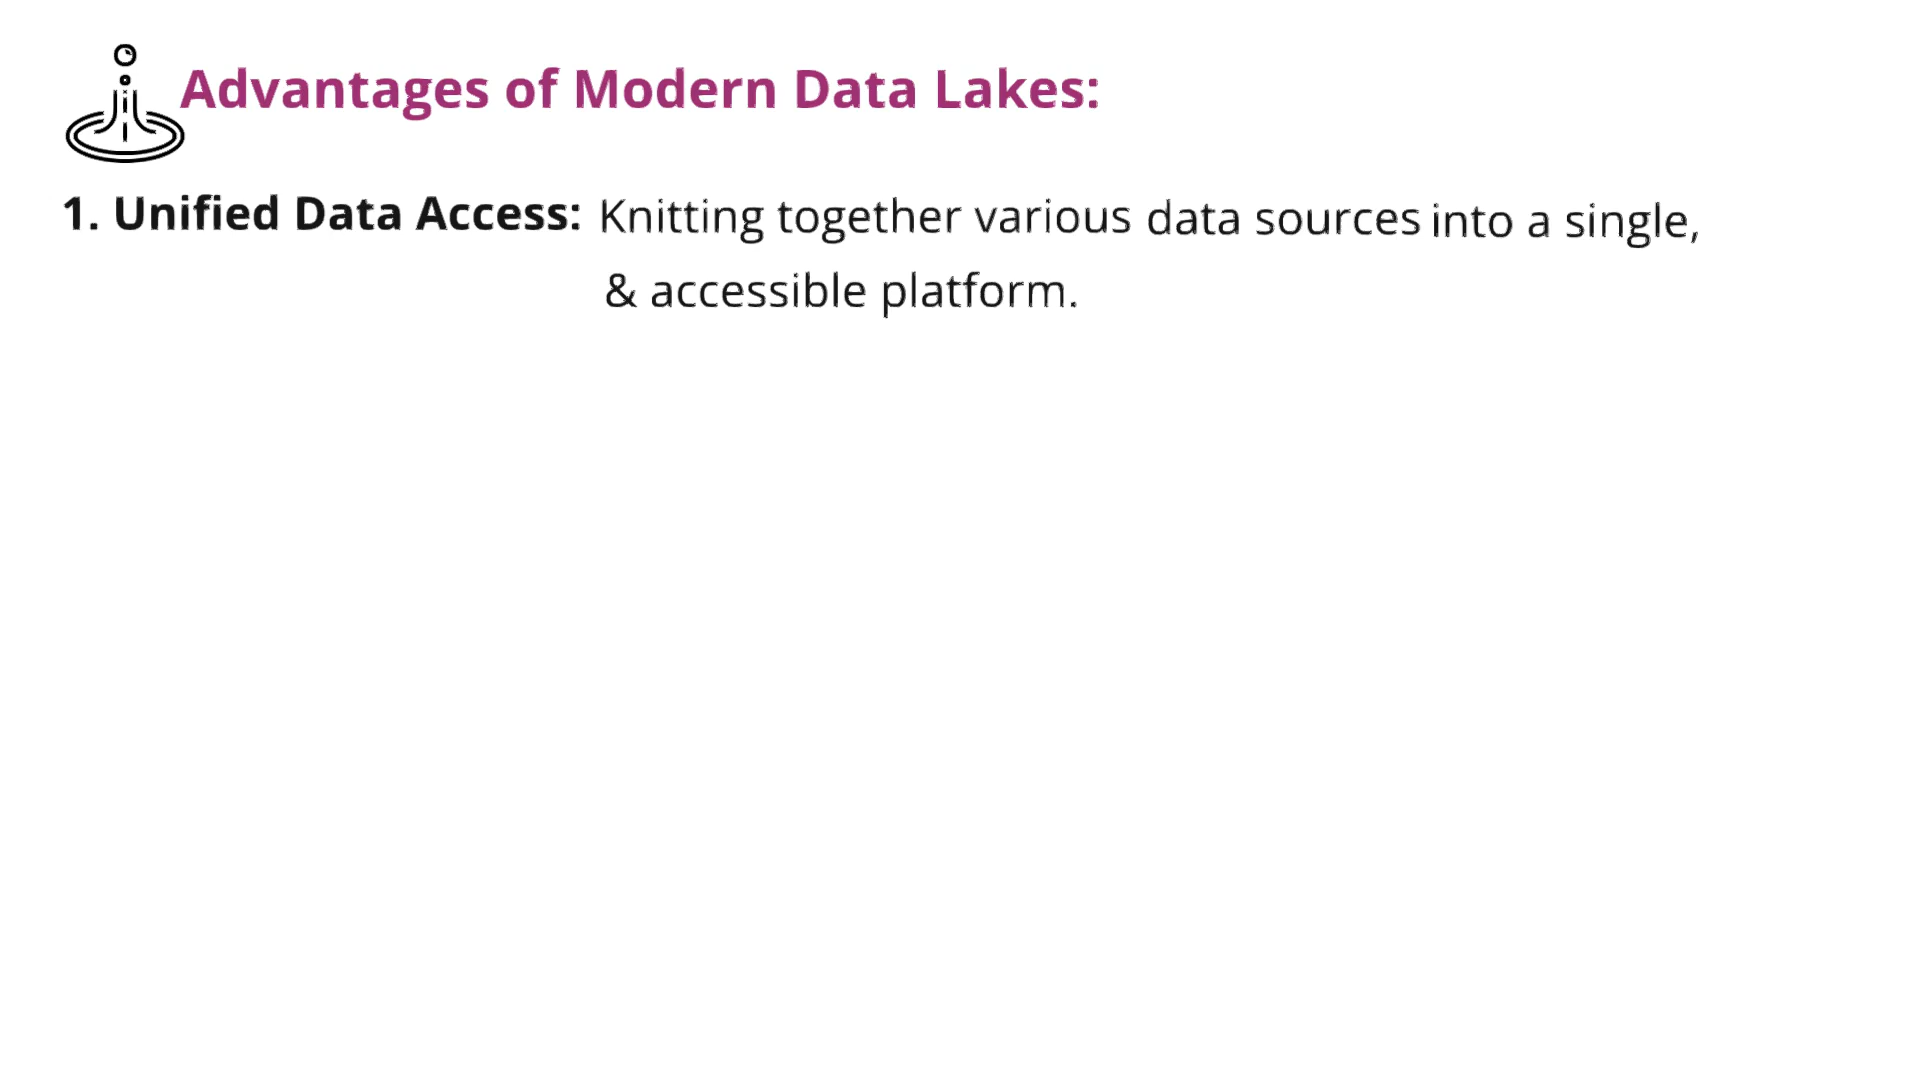 Advantages of Modern Data Lakes:
1. Unified Data Access: Knitting together various data sources into a single,
& accessible platform.